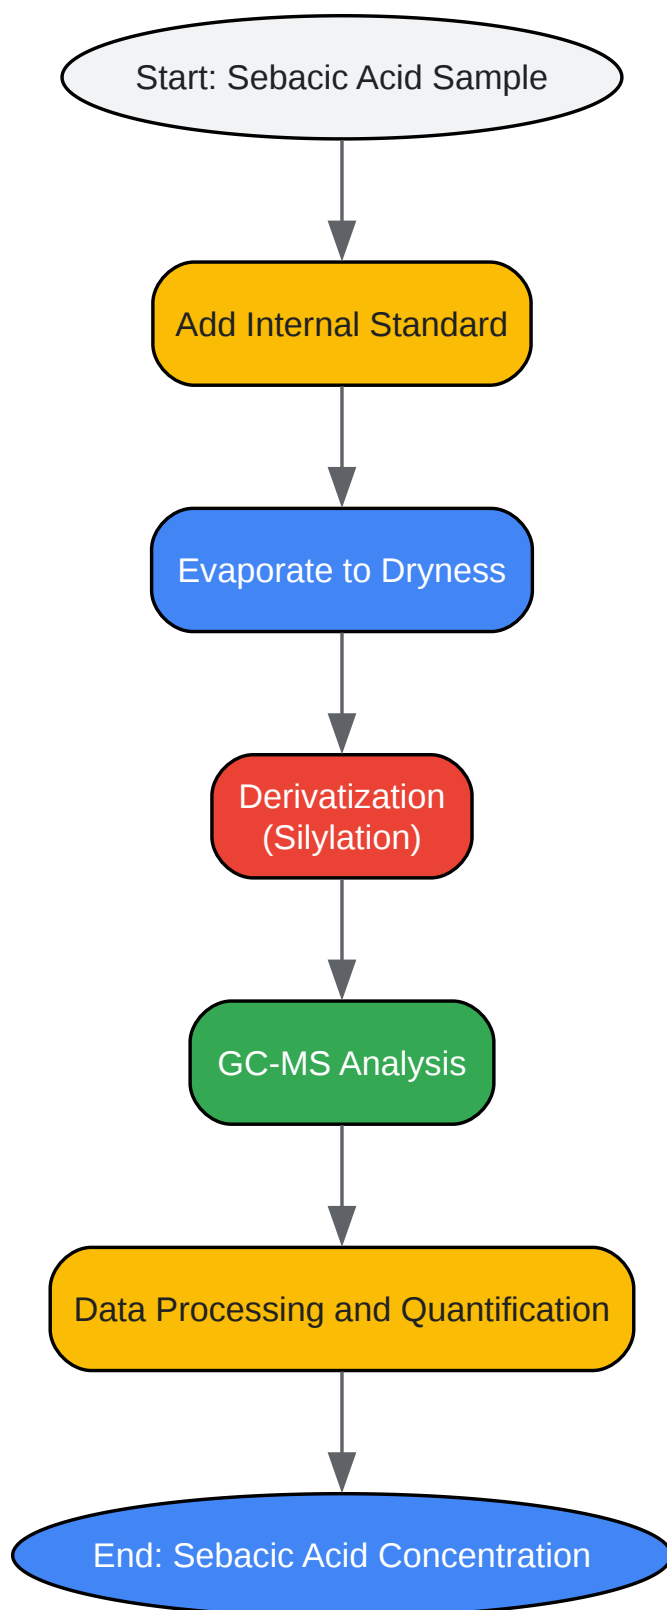 Start: Sebacic Acid Sample
Add Internal Standard
Evaporate to Dryness
Derivatization
(Silylation)
GC-MS Analysis
Data Processing and Quantification
End: Sebacic Acid Concentration